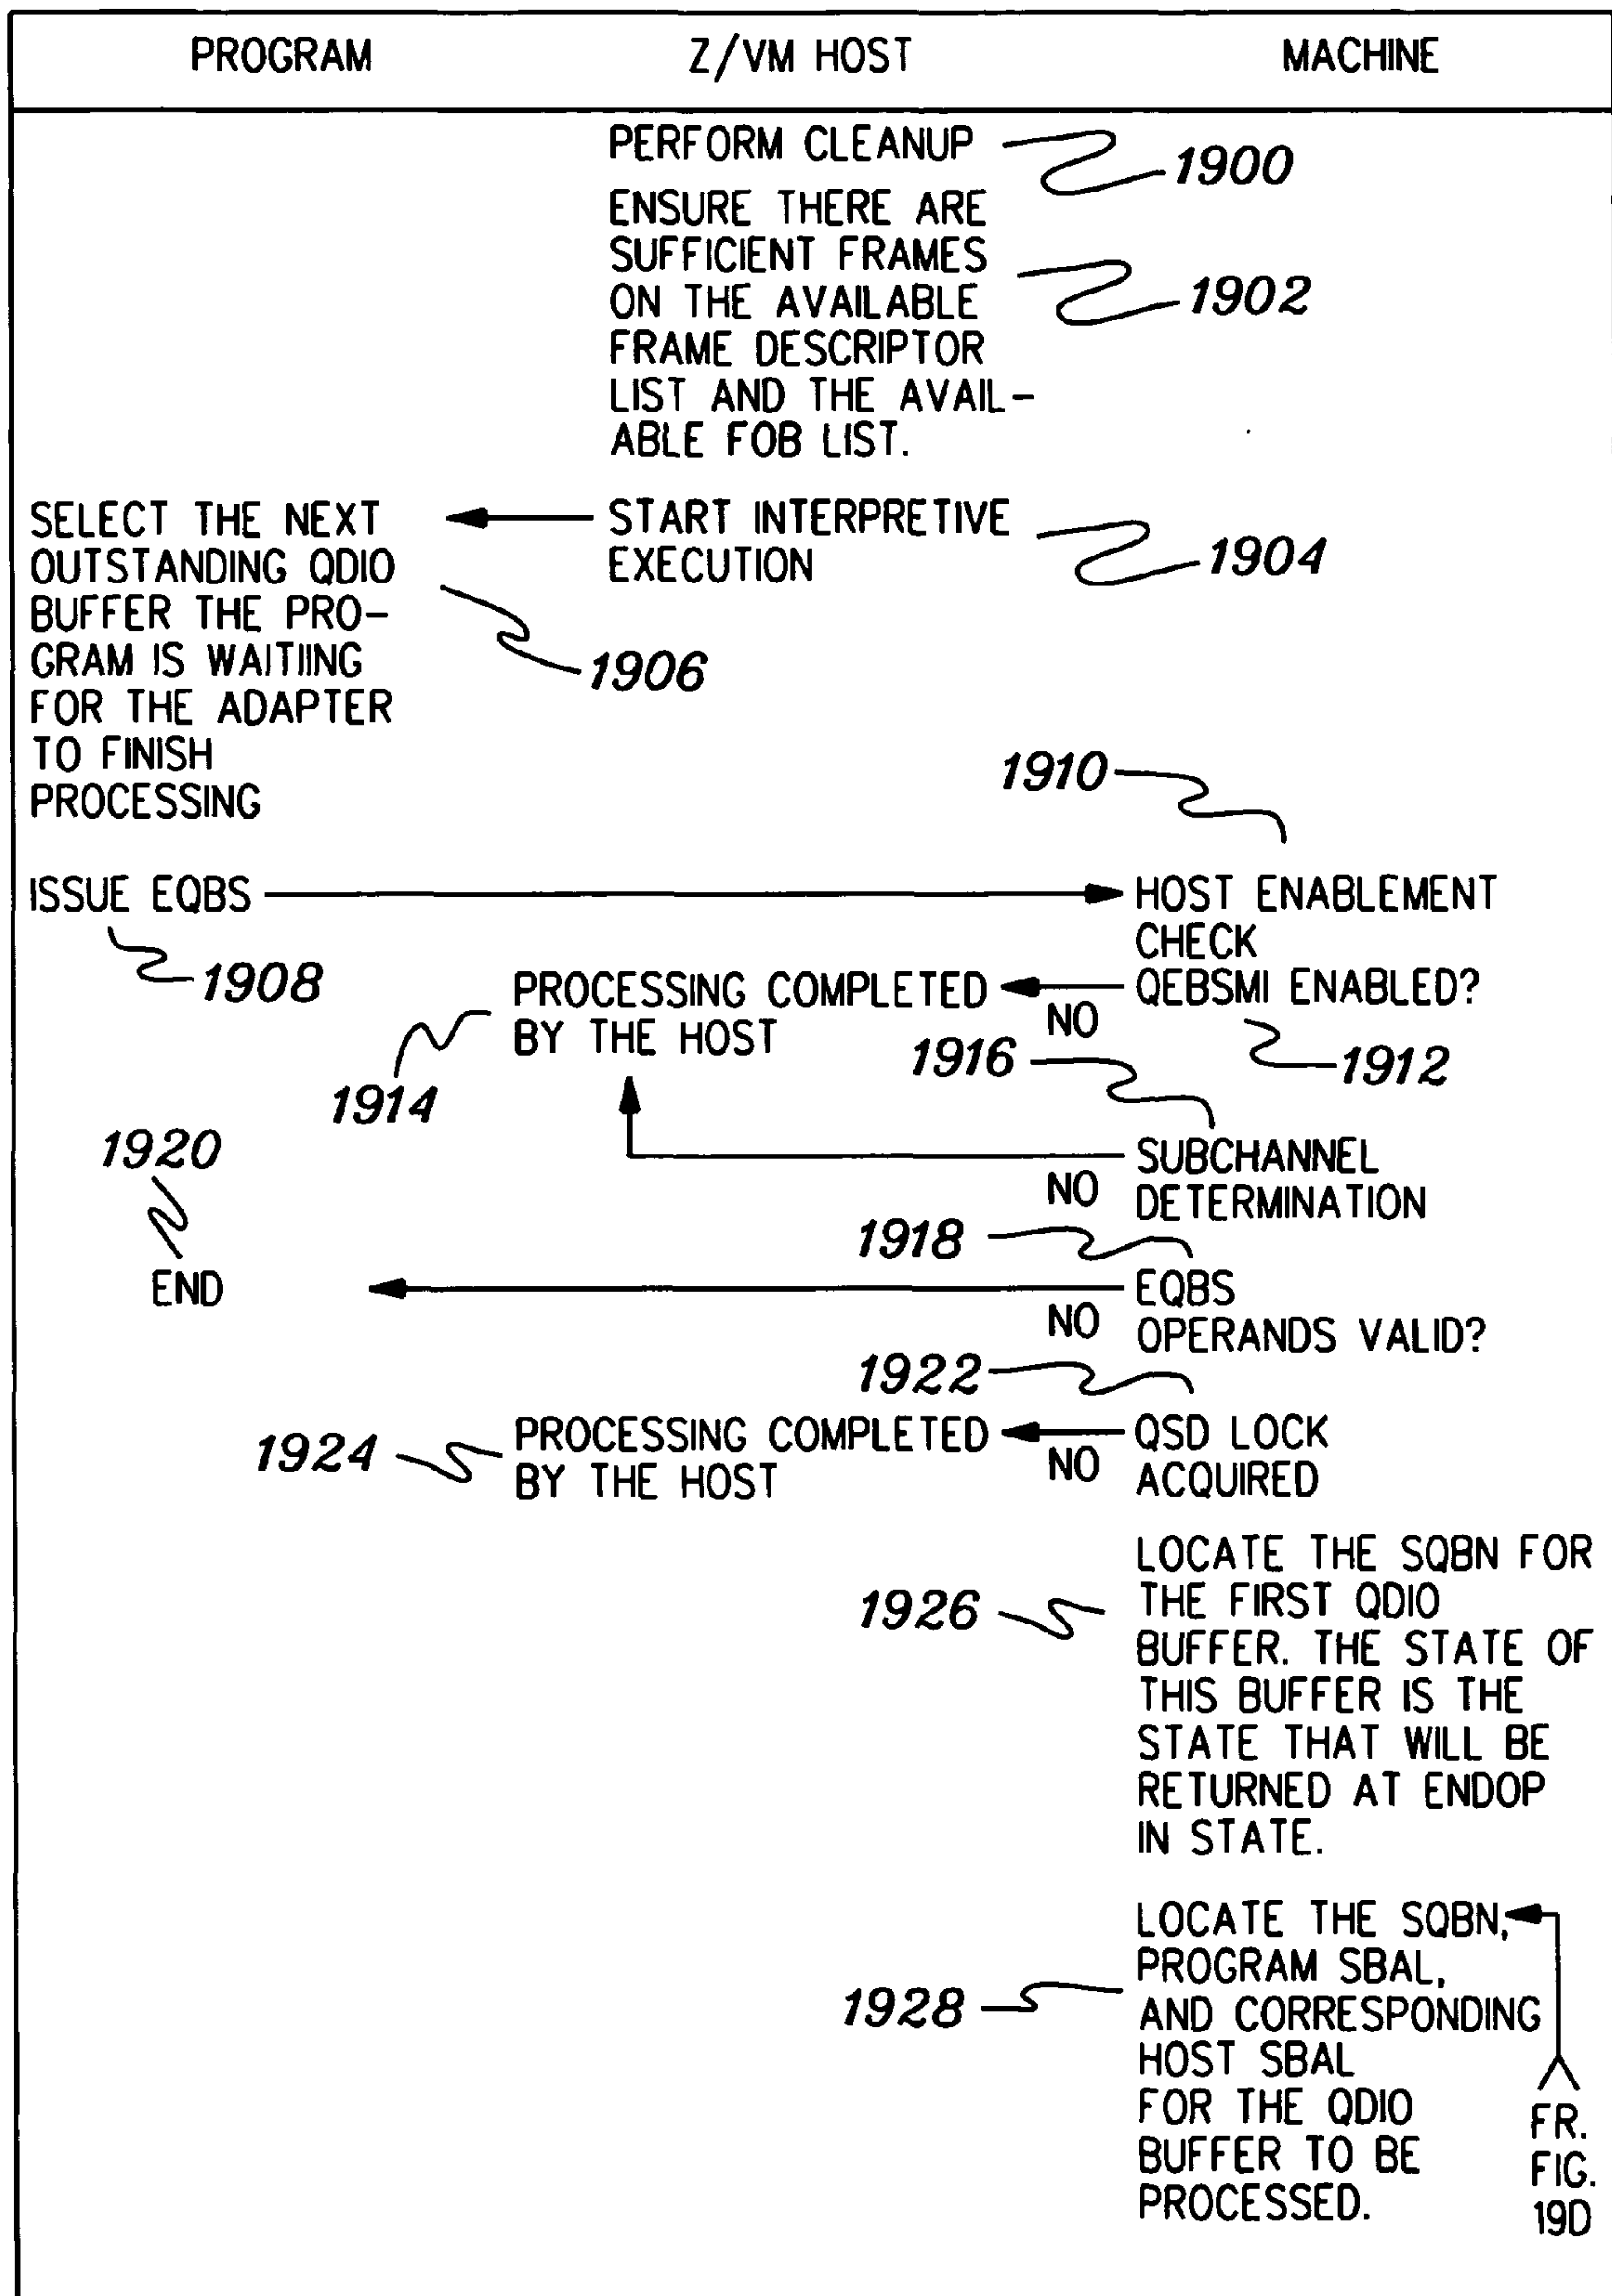 PROGRAM Z/VM HOST MACHINE
PERFORM CLEANUP 1900
ENSURE THERE ARE
SUFFICIENT FRAMES
ON THE AVAILABLE 1902
FRAME DESCRIPTOR
LIST AND THE AVAIL-
ABLE FOB LIST.
START INTERPRETIVE
EXECUTION 1904
SELECT THE NEXT
OUTSTANDING QDIO
BUFFER THE PRO-
GRAM IS WAITIING
FOR THE ADAPTER
TO FINISH
PROCESSING
1906
1910
ISSUE EQBS
1908
HOST ENABLEMENT
CHECK
QEBSMI ENABLED?
NO
1912
PROCESSING COMPLETED
BY THE HOST
1914
1916
SUBCHANNEL
DETERMINATION
NO
1918
1920
END
EQBS
OPERANDS VALID?
NO
1922
QSD LOCK
ACQUIRED
NO
PROCESSING COMPLETED
BY THE HOST
1924
LOCATE THE SQBN FOR
THE FIRST QDIO
BUFFER. THE STATE OF
THIS BUFFER IS THE
STATE THAT WILL BE
RETURNED AT ENDOP
IN STATE.
1926
LOCATE THE SQBN,
PROGRAM SBAL,
AND CORRESPONDING
HOST SBAL
FOR THE QDIO
BUFFER TO BE
PROCESSED.
1928
FR.
FIG.
19D